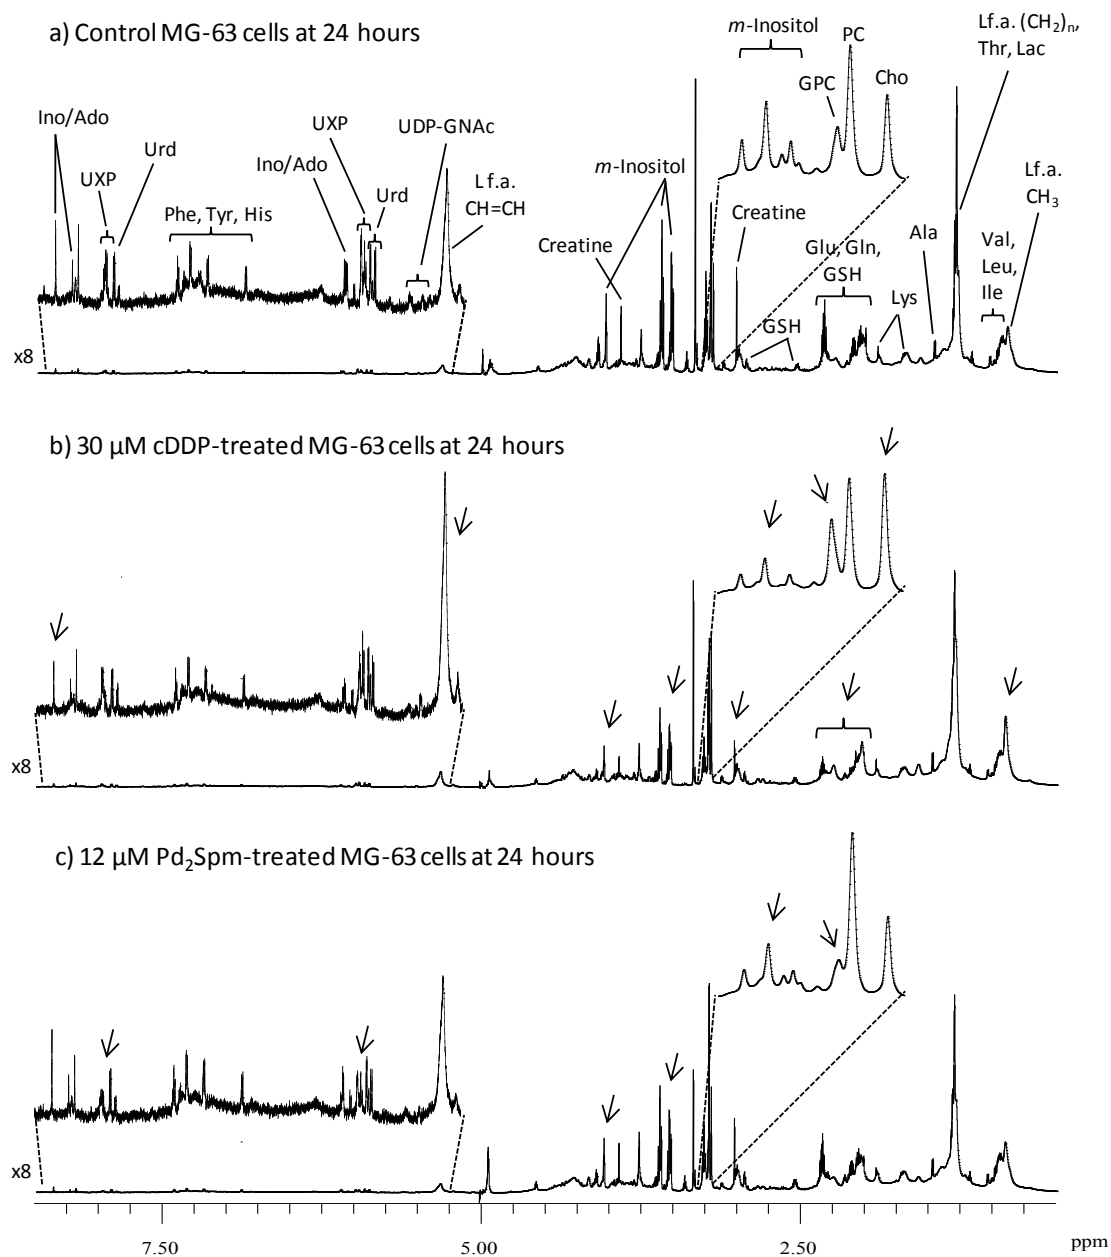 a) Control MG-63 cells at 24 hours
m-Inositol
PC
Lf.a. (CH2)n,
Thr, Lac
GPC
Cho
Ino/Ado
Urd
UXP
UXP
UDP-GNAc
Ino/Ado
Urd
Lf.a.
CH=CH
Phe, Tyr, His
m-Inositol
Creatine
Creatine
Lf.a.
CH3
Ala
Val,
Leu,
Ile
Glu, Gln,
GSH
GSH
Lys
x8
b) 30 μM cDDP-treated MG-63 cells at 24 hours
x8
c) 12 μM Pd2Spm-treated MG-63 cells at 24 hours
x8
7.50
5.00
2.50
ppm